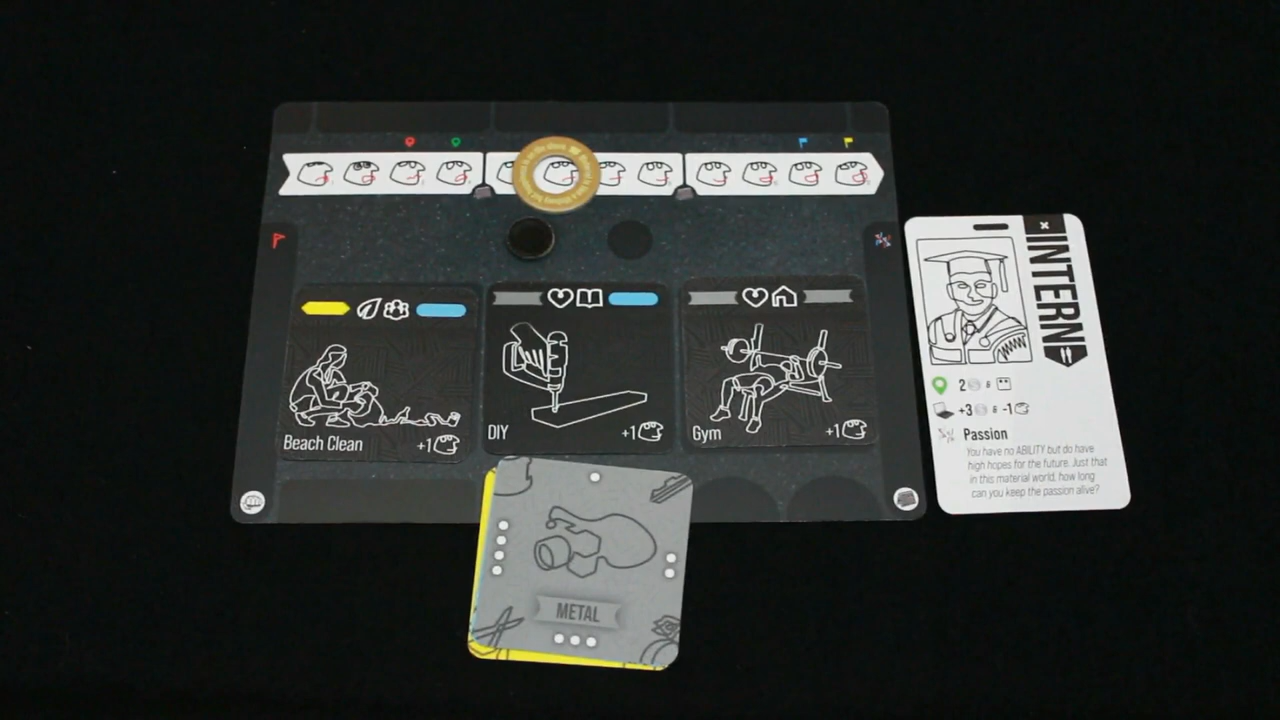 Beach Clean
+1
DIY
+1
Gym
+1
METAL
INTERN
2 &
+3 & -1
Passion
You have no ABILITY but do have
high hopes for the future. Just that
in this material world, how long
can you keep the passion alive?